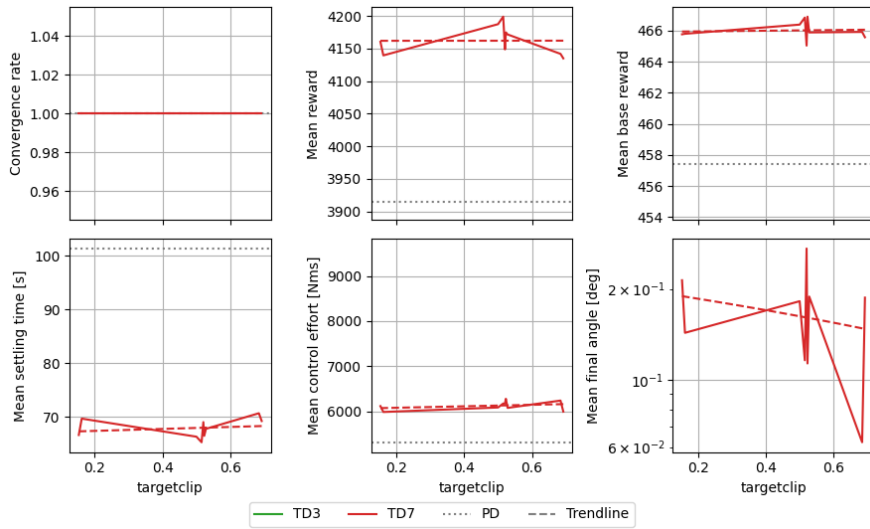 Convergence rate
1.04
1.02
1.00
0.98
0.96
Mean reward
4200
4150
4100
4050
4000
3950
3900
Mean base reward
466
464
462
460
458
456
454
Mean settling time [s]
100
90
80
70
0.2 0.4 0.6
targetclip
Mean control effort [Nms]
9000
8000
7000
6000
0.2 0.4 0.6
targetclip
Mean final angle [deg]
2 × 10⁻¹
10⁻¹
6 × 10⁻²
0.2 0.4 0.6
targetclip
TD3 TD7 PD Trendline